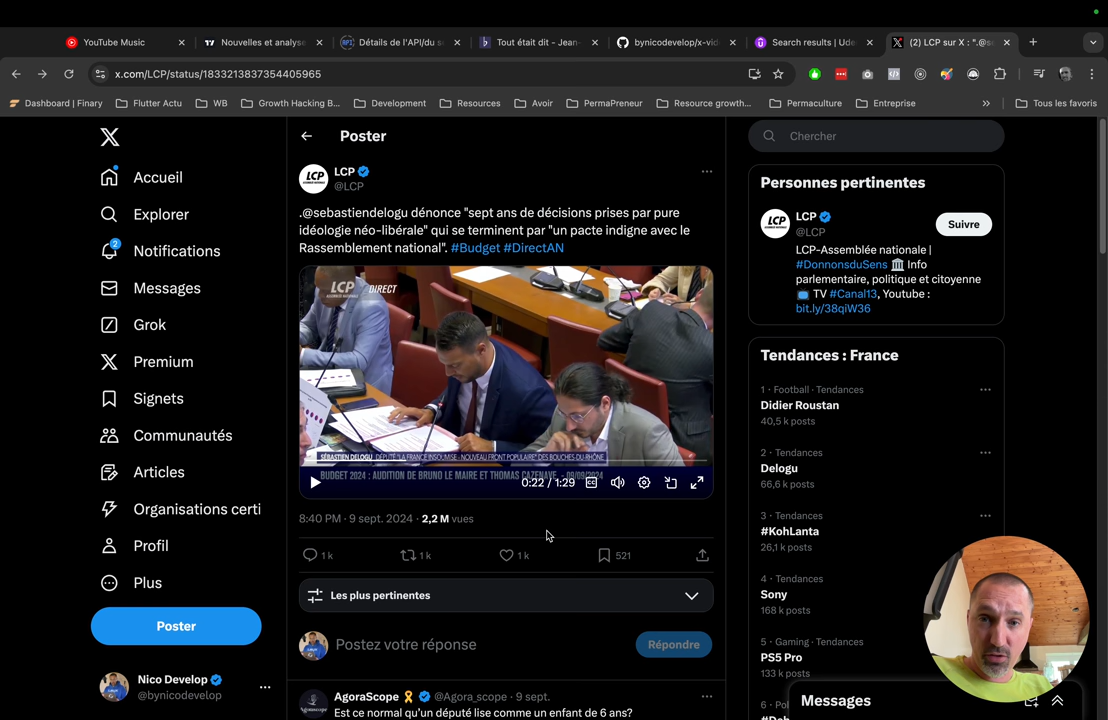 YouTube Music
Nouvelles et analyse
Détails de l'API/du s
Tout était dit - Jean-
bynicodevelop/x-vid
Search results | Ude
(2) LCP sur X : ".@se
x.com/LCP/status/1833213837354405965
Dashboard | Finary
Flutter Actu
WB
Growth Hacking B...
Development
Resources
Avoir
PermaPreneur
Resource growth...
Permaculture
Entreprise
»
Tous les favoris
Accueil
Explorer
2
Notifications
Messages
Grok
Premium
Signets
Communautés
Articles
Organisations certi
Profil
Plus
Poster
Nico Develop
@bynicodevelop
Poster
LCP
@LCP
.@sebastiendelogu dénonce "sept ans de décisions prises par pure
idéologie néo-libérale" qui se terminent par "un pacte indigne avec le
Rassemblement national". #Budget #DirectAN
LCP
ASSEMBLÉE NATIONALE
DIRECT
SÉBASTIEN DELOGU, DÉPUTÉ "LA FRANCE INSOUMISE - NOUVEAU FRONT POPULAIRE" DES BOUCHES-DU-RHÔNE
BUDGET 2024 : AUDITION DE BRUNO LE MAIRE ET THOMAS CAZENAVE - 09/09/2024
0:22 / 1:29
CC
8:40 PM · 9 sept. 2024 · 2,2 M vues
1 k
1 k
1 k
521
Les plus pertinentes
Postez votre réponse
Répondre
AgoraScope
@Agora_scope · 9 sept.
Est ce normal qu'un député lise comme un enfant de 6 ans?
Chercher
Personnes pertinentes
LCP
@LCP
Suivre
LCP-Assemblée nationale |
#DonnonsduSens 🏛️ Info
parlementaire, politique et citoyenne
📺 TV #Canal13, Youtube :
bit.ly/38qiW36
Tendances : France
1 · Football · Tendances
Didier Roustan
40,5 k posts
2 · Tendances
Delogu
66,6 k posts
3 · Tendances
#KohLanta
26,1 k posts
4 · Tendances
Sony
168 k posts
5 · Gaming · Tendances
PS5 Pro
133 k posts
Messages